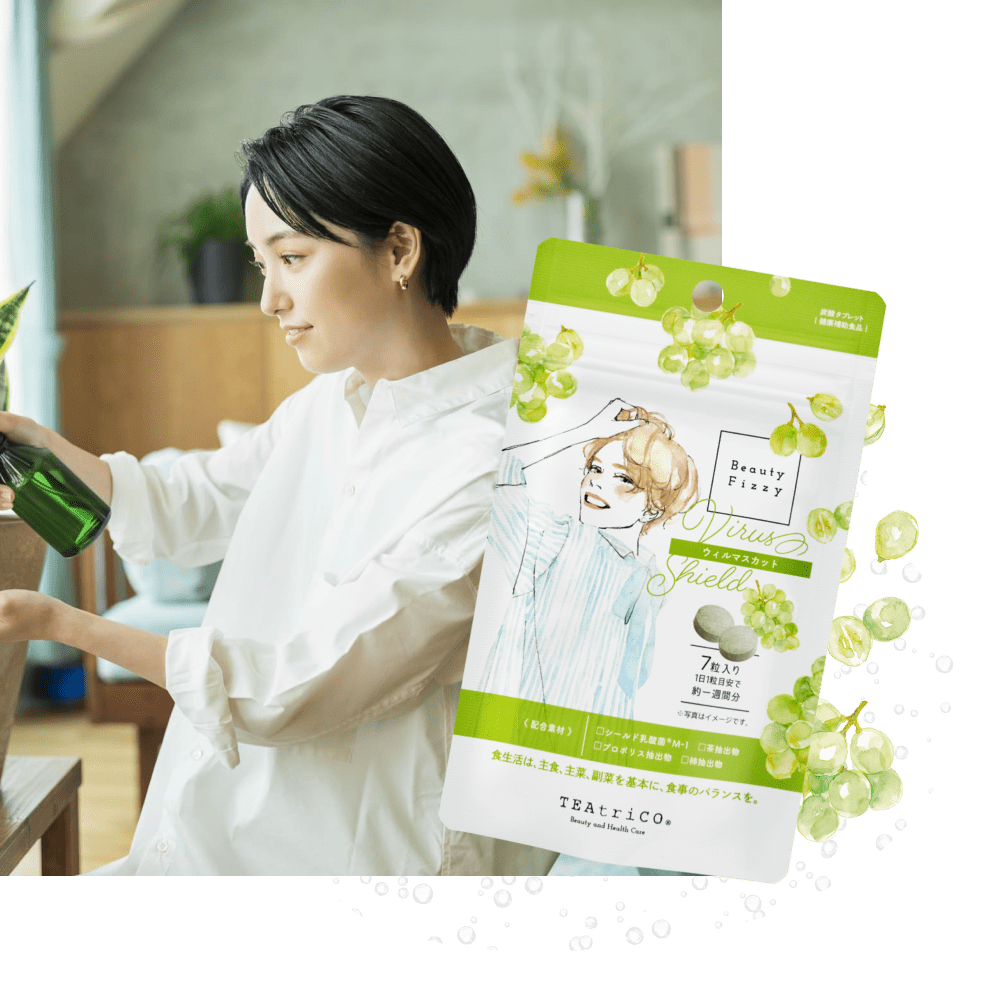 炭酸タブレット
［健康補助食品］
Beauty
Fizzy
Virus
ウィルマスカット
Shield
7粒入り
1日1粒目安で
約一週間分
※写真はイメージです。
〈配合素材〉
□シールド乳酸菌®M-1 □茶抽出物
□プロポリス抽出物 □柿抽出物
食生活は、主食、主菜、副菜を基本に、食事のバランスを。
TEAtriCO®
Beauty and Health Care